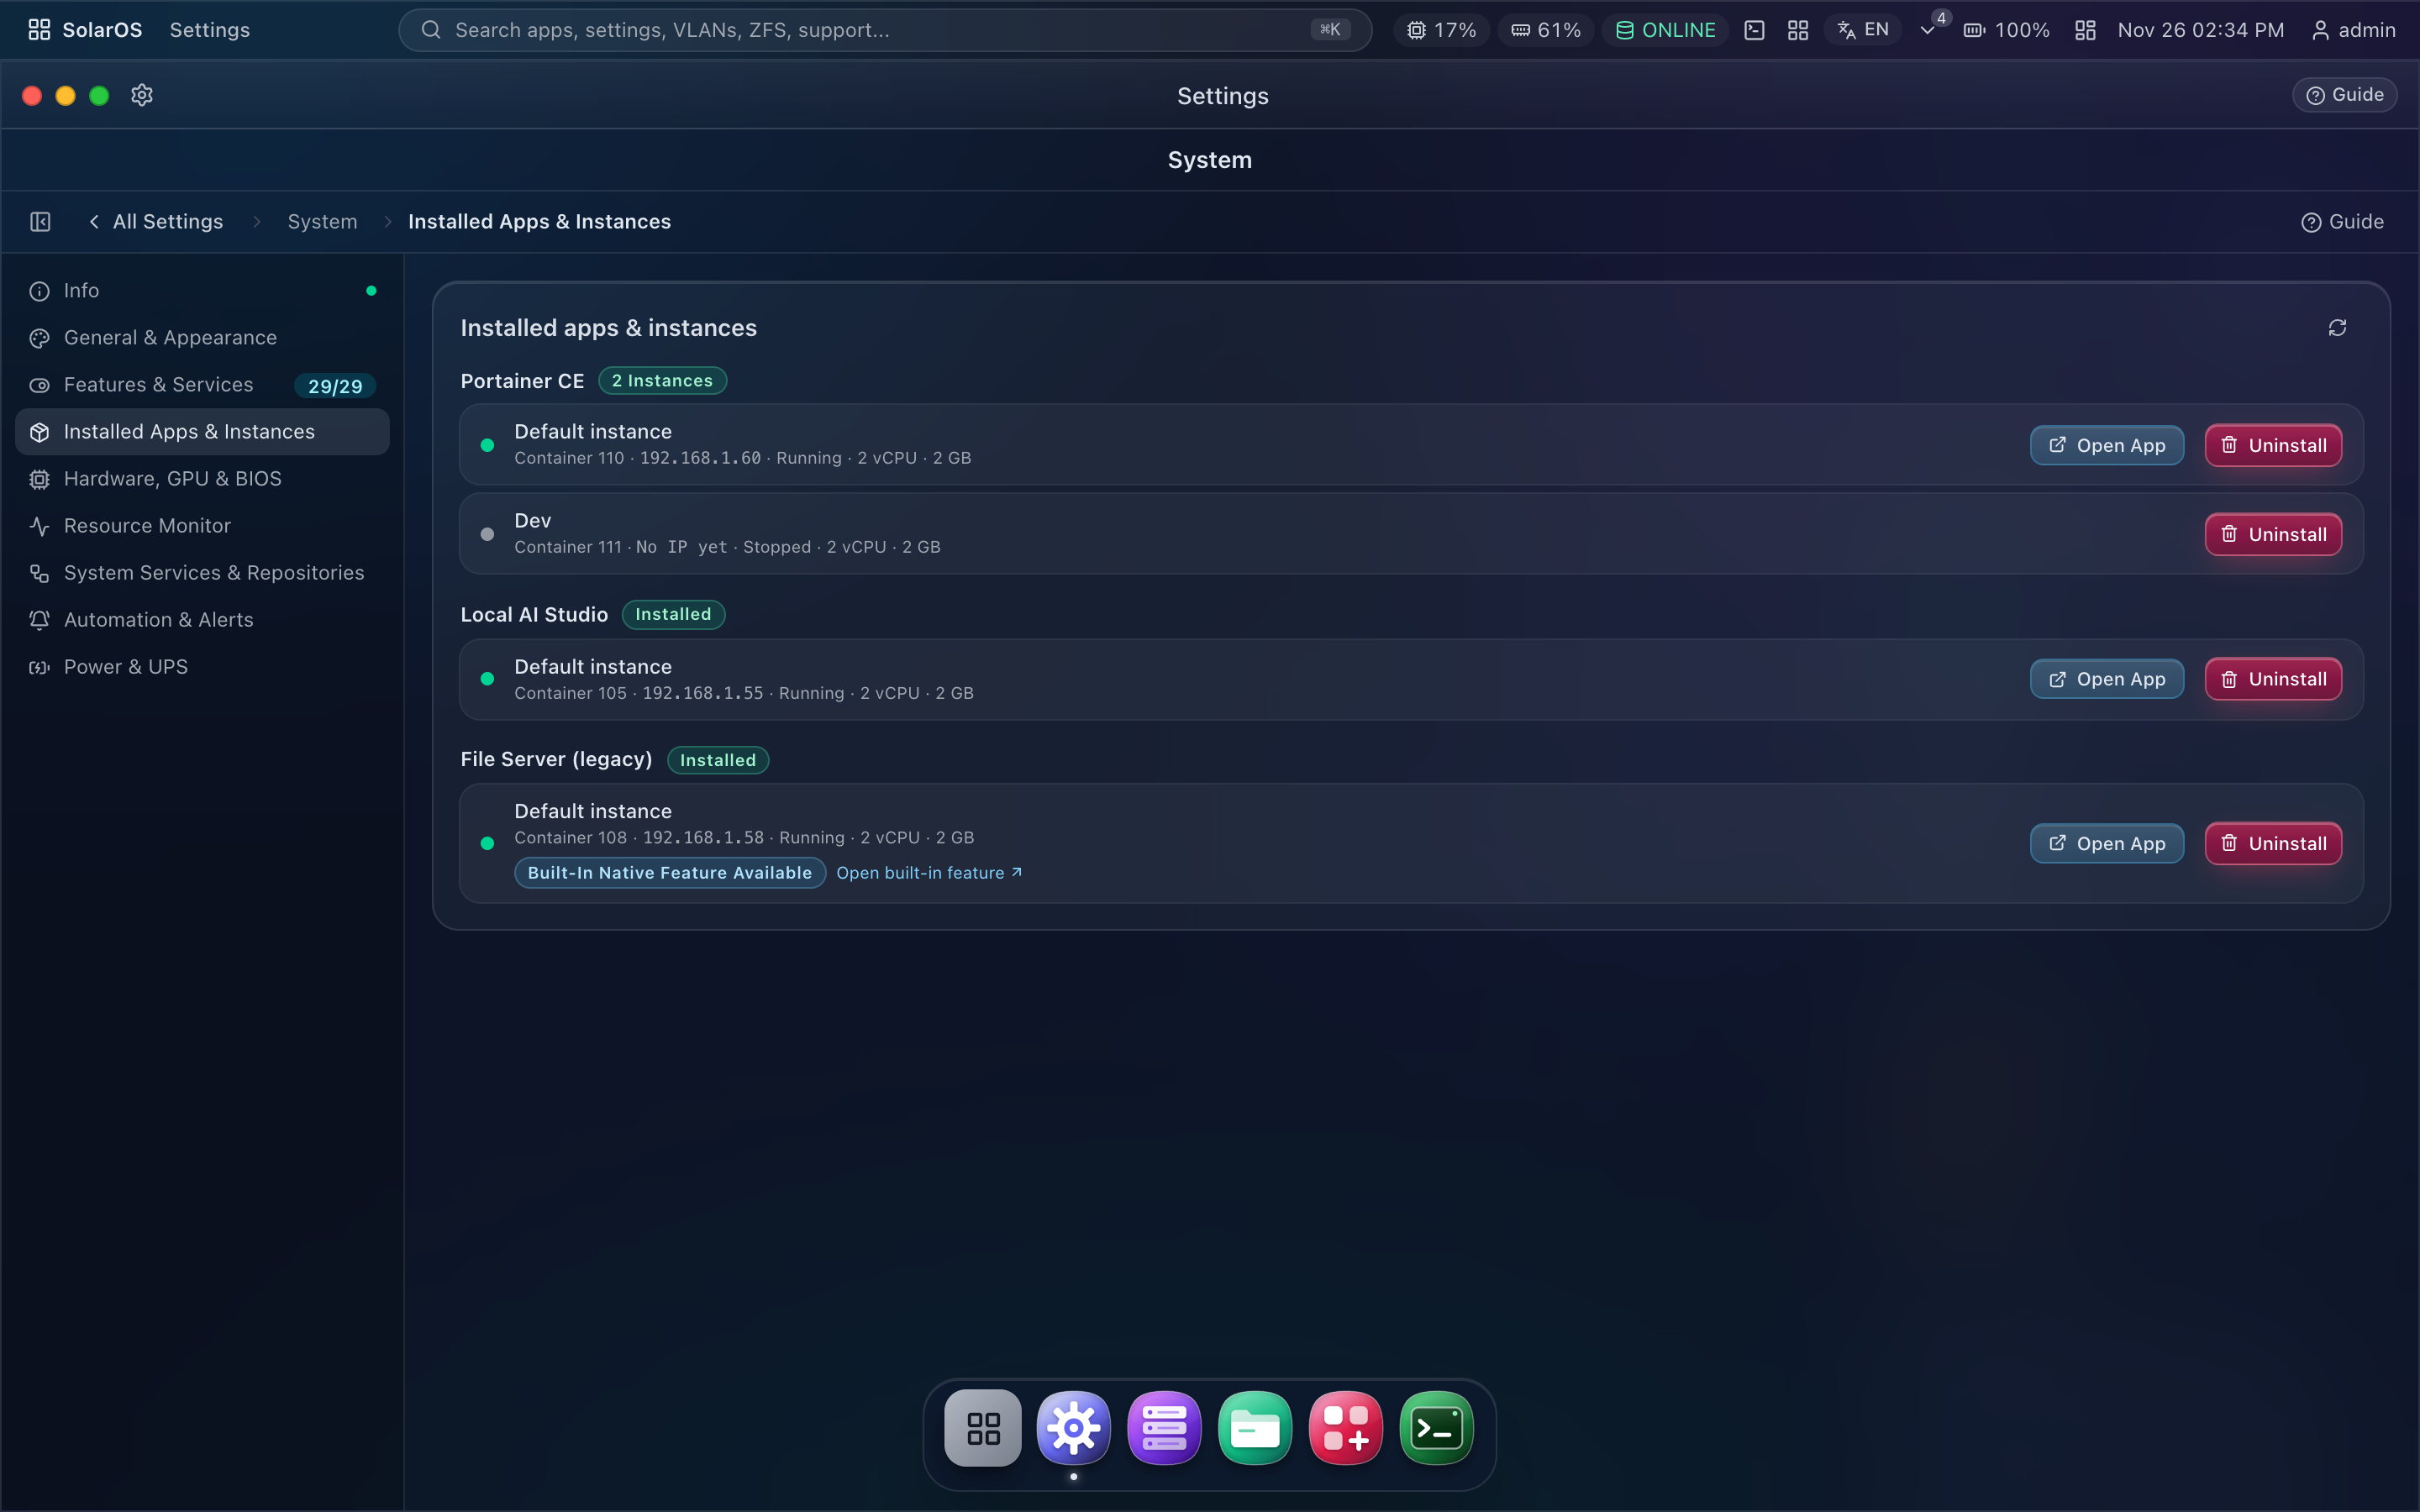 SolarOS Settings Search apps, settings, VLANs, ZFS, support... ⌘K 17% 61% ONLINE EN 4 100% Nov 26 02:34 PM admin
Settings Guide
System
All Settings System Installed Apps & Instances Guide
Info
General & Appearance
Features & Services 29/29
Installed Apps & Instances
Hardware, GPU & BIOS
Resource Monitor
System Services & Repositories
Automation & Alerts
Power & UPS
Installed apps & instances
Portainer CE 2 Instances
Default instance
Container 110 · 192.168.1.60 · Running · 2 vCPU · 2 GB
Open App Uninstall
Dev
Container 111 · No IP yet · Stopped · 2 vCPU · 2 GB
Uninstall
Local AI Studio Installed
Default instance
Container 105 · 192.168.1.55 · Running · 2 vCPU · 2 GB
Open App Uninstall
File Server (legacy) Installed
Default instance
Container 108 · 192.168.1.58 · Running · 2 vCPU · 2 GB
Built-In Native Feature Available Open built-in feature ↗
Open App Uninstall